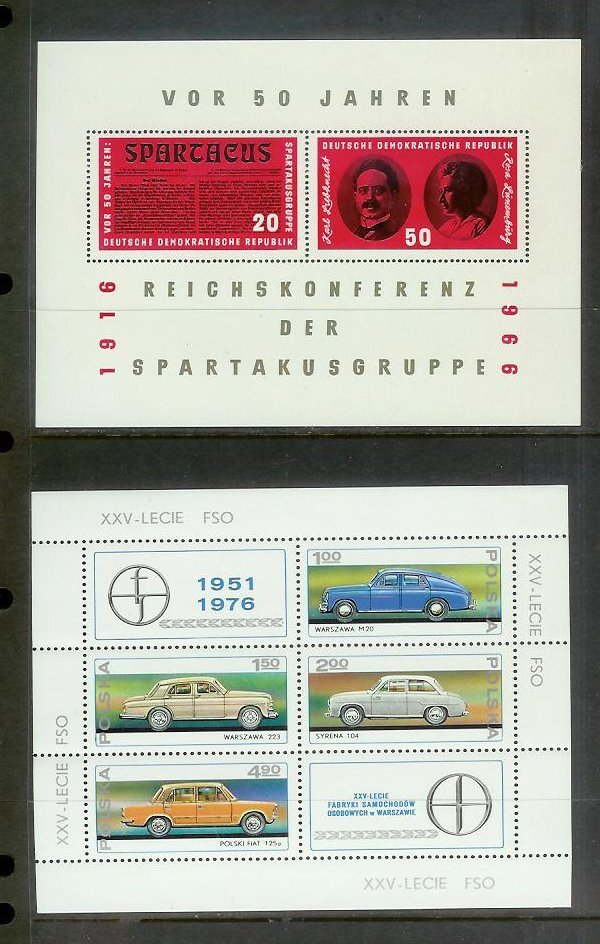 VOR 50 JAHREN
VOR 50 JAHREN:
SPARTACUS
SPARTAKUSGRUPPE
20
DEUTSCHE DEMOKRATISCHE REPUBLIK
DEUTSCHE DEMOKRATISCHE REPUBLIK
Karl Liebknecht
Rosa Luxemburg
50
1916
REICHSKONFERENZ
DER
SPARTAKUSGRUPPE
1966
XXV-LECIE FSO
1951
1976
1.00
POLSKA
WARSZAWA M20
XXV-LECIE FSO
1.50
POLSKA
WARSZAWA 223
2.00
POLSKA
SYRENA 104
XXV-LECIE FSO
4.90
POLSKA
POLSKI FIAT 125p
XXV-LECIE
FABRYKI SAMOCHODÓW
OSOBOWYCH w WARSZAWIE
XXV-LECIE FSO